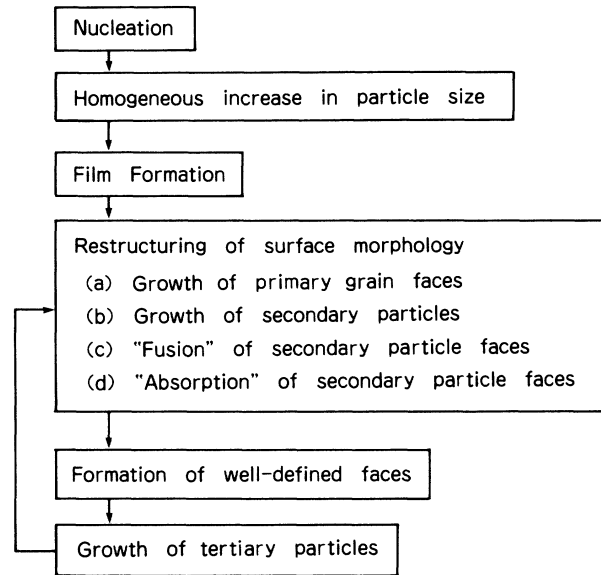 Nucleation
Homogeneous increase in particle size
Film Formation
Restructuring of surface morphology
(a) Growth of primary grain faces
(b) Growth of secondary particles
(c) "Fusion" of secondary particle faces
(d) "Absorption" of secondary particle faces
Formation of well-defined faces
Growth of tertiary particles